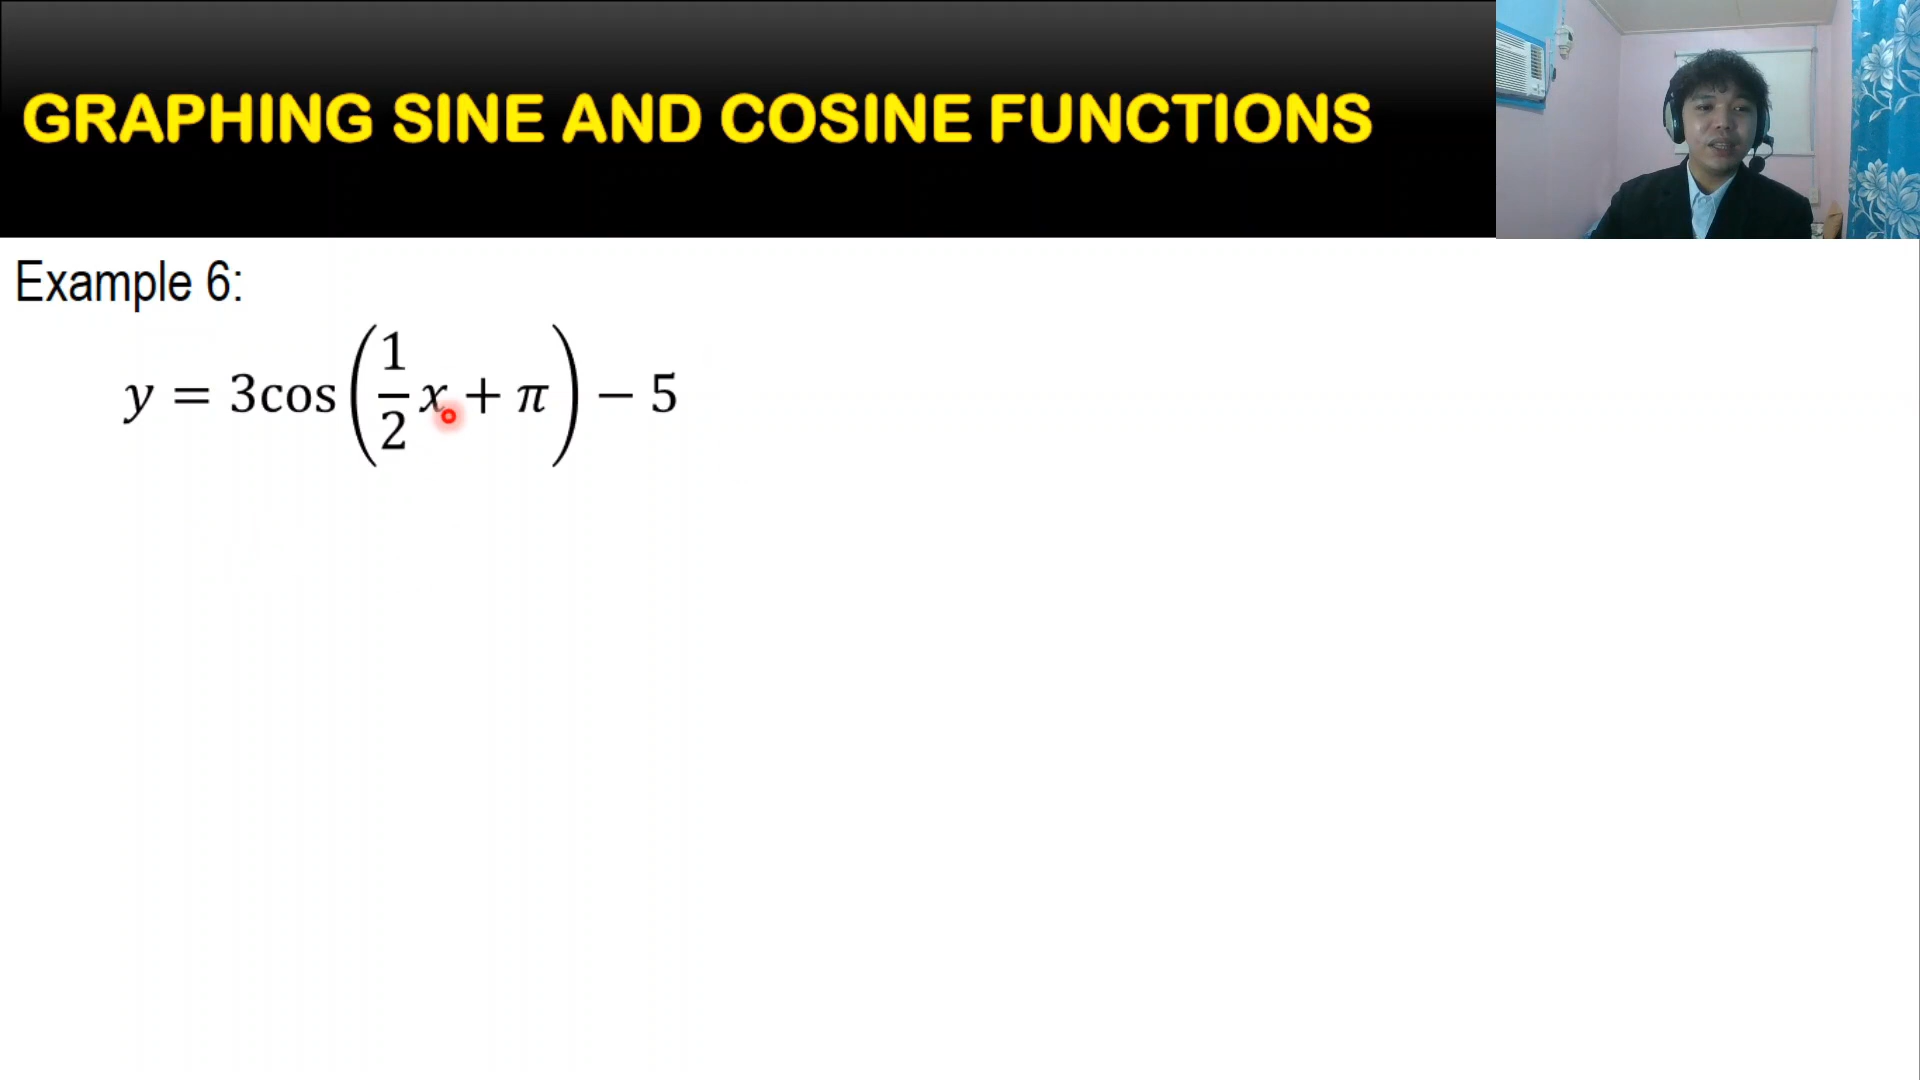 GRAPHING SINE AND COSINE FUNCTIONS
Example 6:
y = 3cos(1/2 x + π) − 5